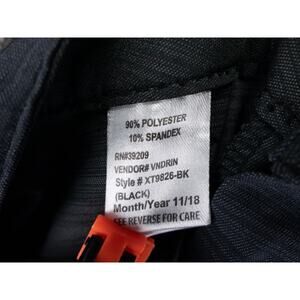 90% POLYESTER
10% SPANDEX
RN#39209
VENDOR# VNDRIN
Style # XT9826-BK
(BLACK)
Month/Year 11/18
SEE REVERSE FOR CARE